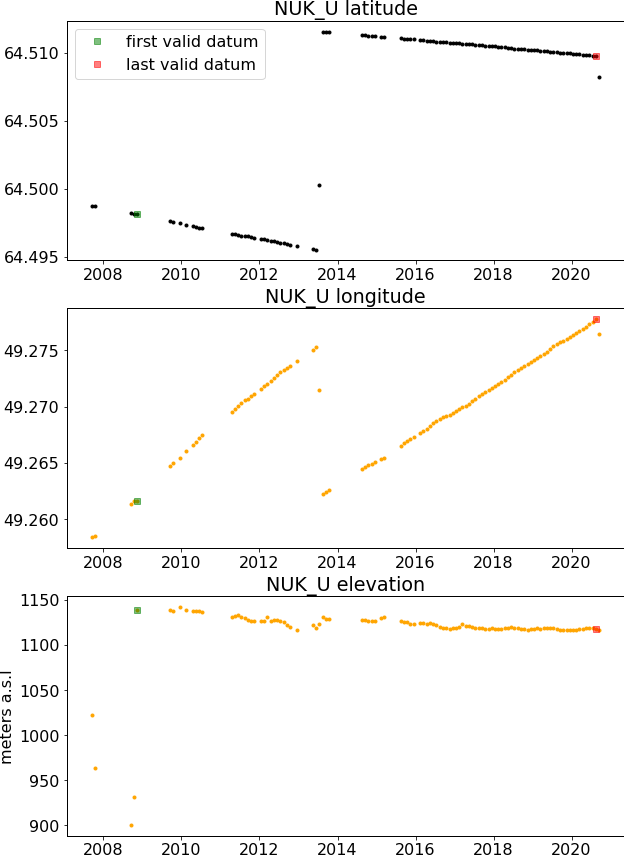 NUK_U latitude
first valid datum
last valid datum
64.510
64.505
64.500
64.495
2008 2010 2012 2014 2016 2018 2020
NUK_U longitude
49.275
49.270
49.265
49.260
2008 2010 2012 2014 2016 2018 2020
NUK_U elevation
meters a.s.l
1150
1100
1050
1000
950
900
2008 2010 2012 2014 2016 2018 2020